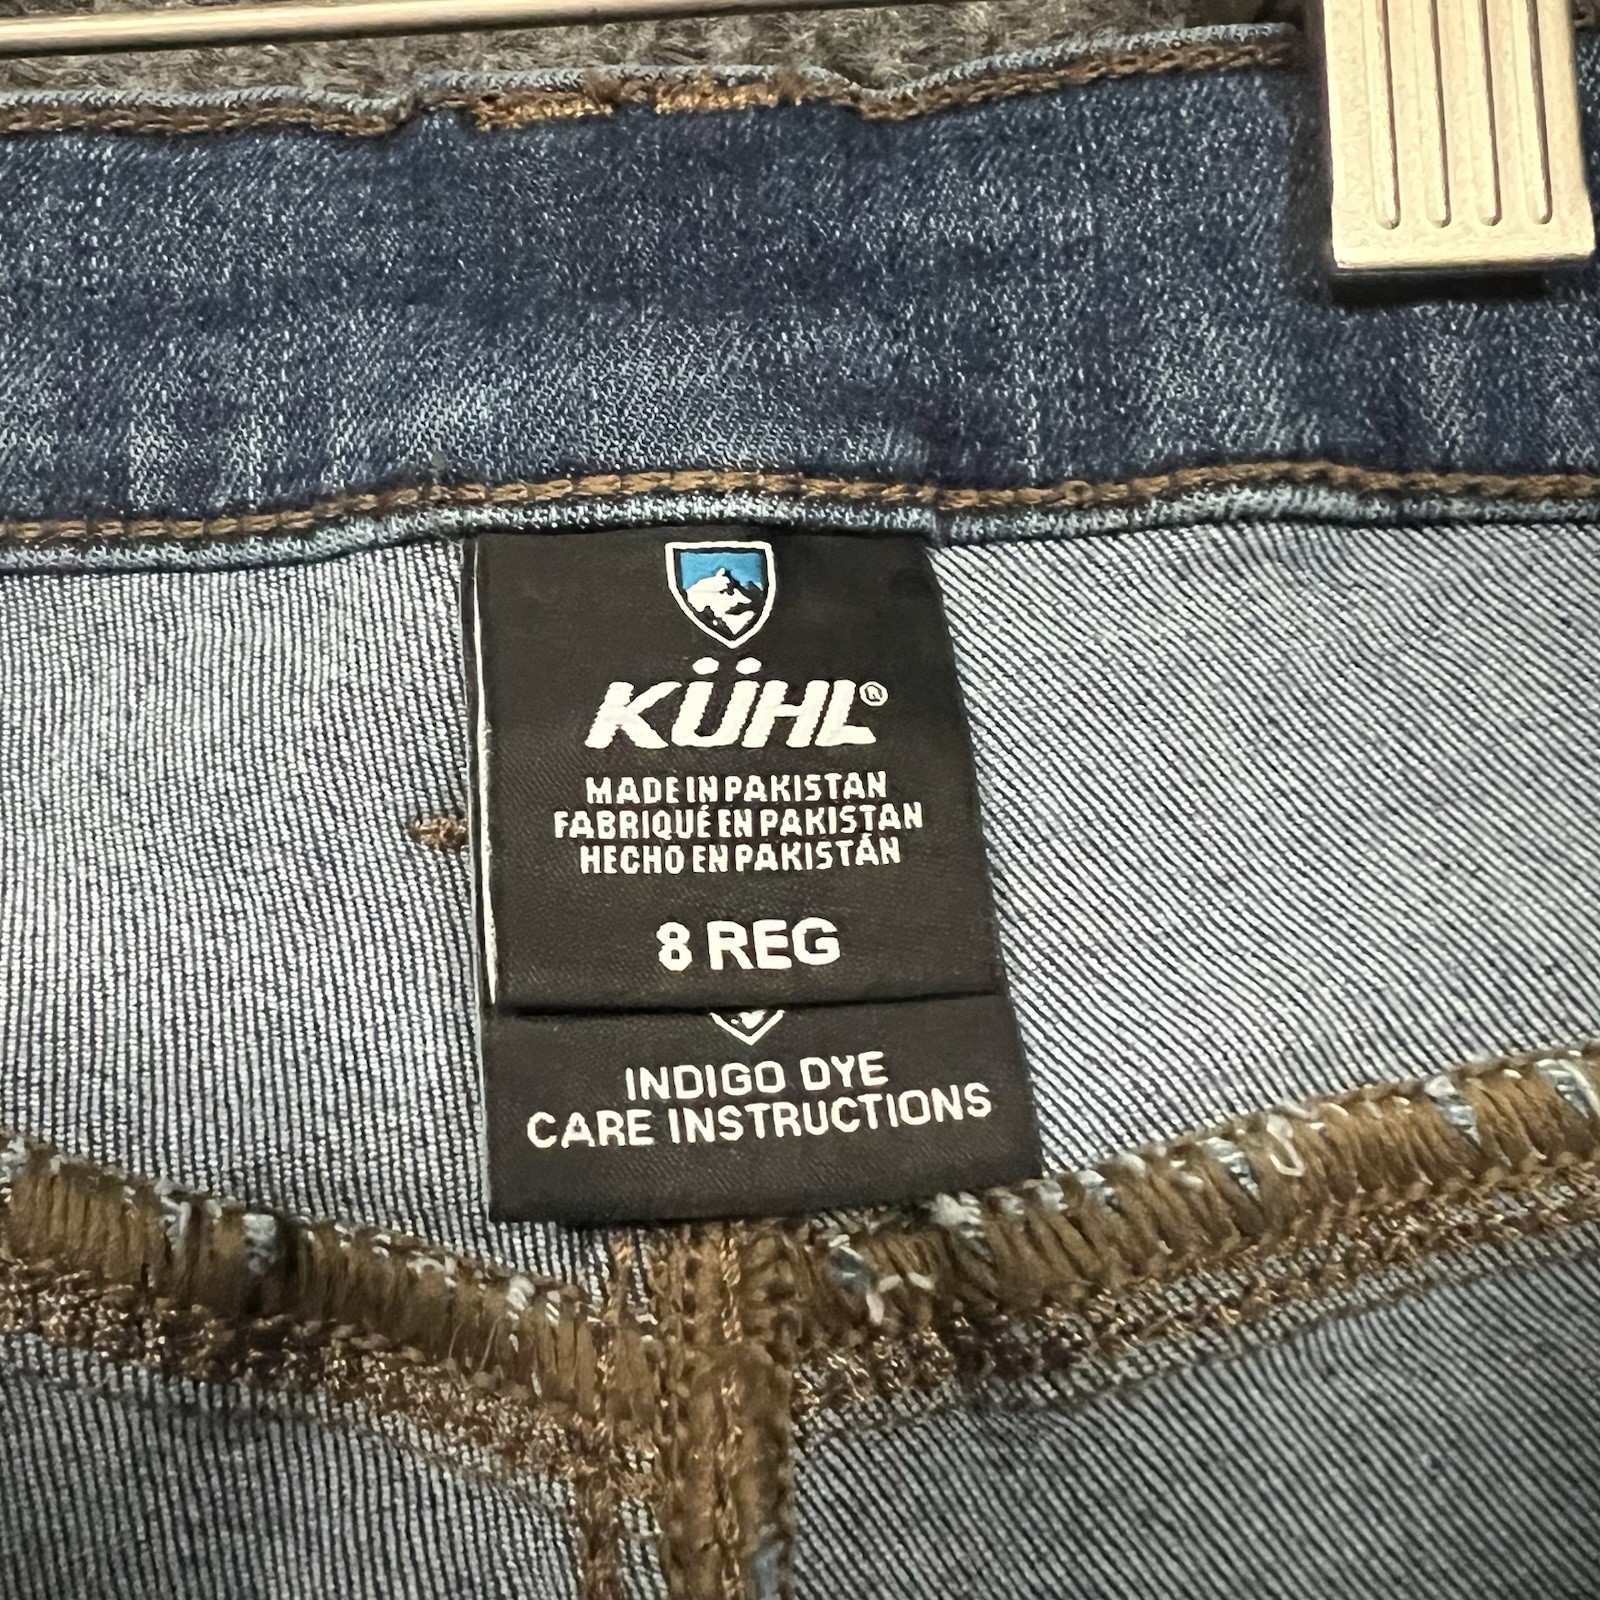 KÜHL®
MADE IN PAKISTAN
FABRIQUÉ EN PAKISTAN
HECHO EN PAKISTÁN
8 REG
INDIGO DYE
CARE INSTRUCTIONS